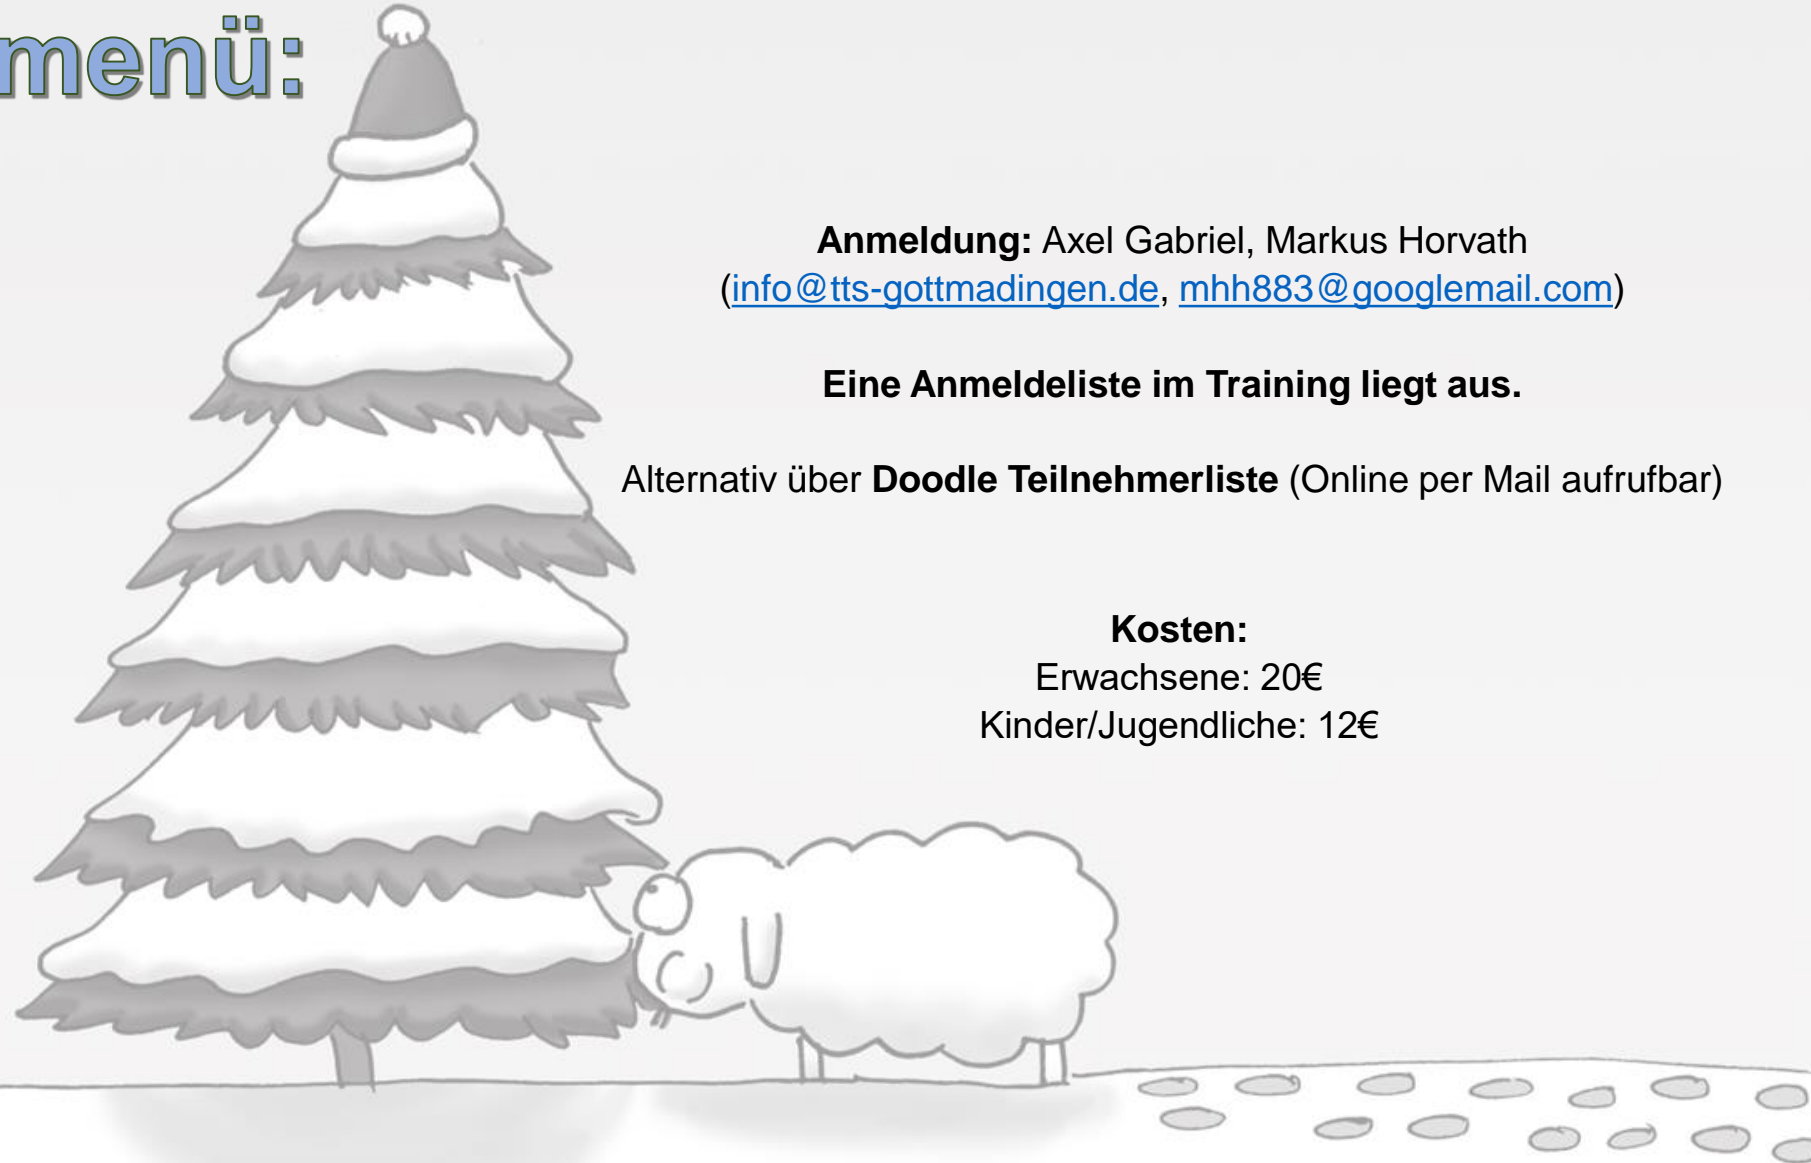 menü:
Anmeldung: Axel Gabriel, Markus Horvath
(info@tts-gottmadingen.de, mhh883@googlemail.com)
Eine Anmeldeliste im Training liegt aus.
Alternativ über Doodle Teilnehmerliste (Online per Mail aufrufbar)
Kosten:
Erwachsene: 20€
Kinder/Jugendliche: 12€